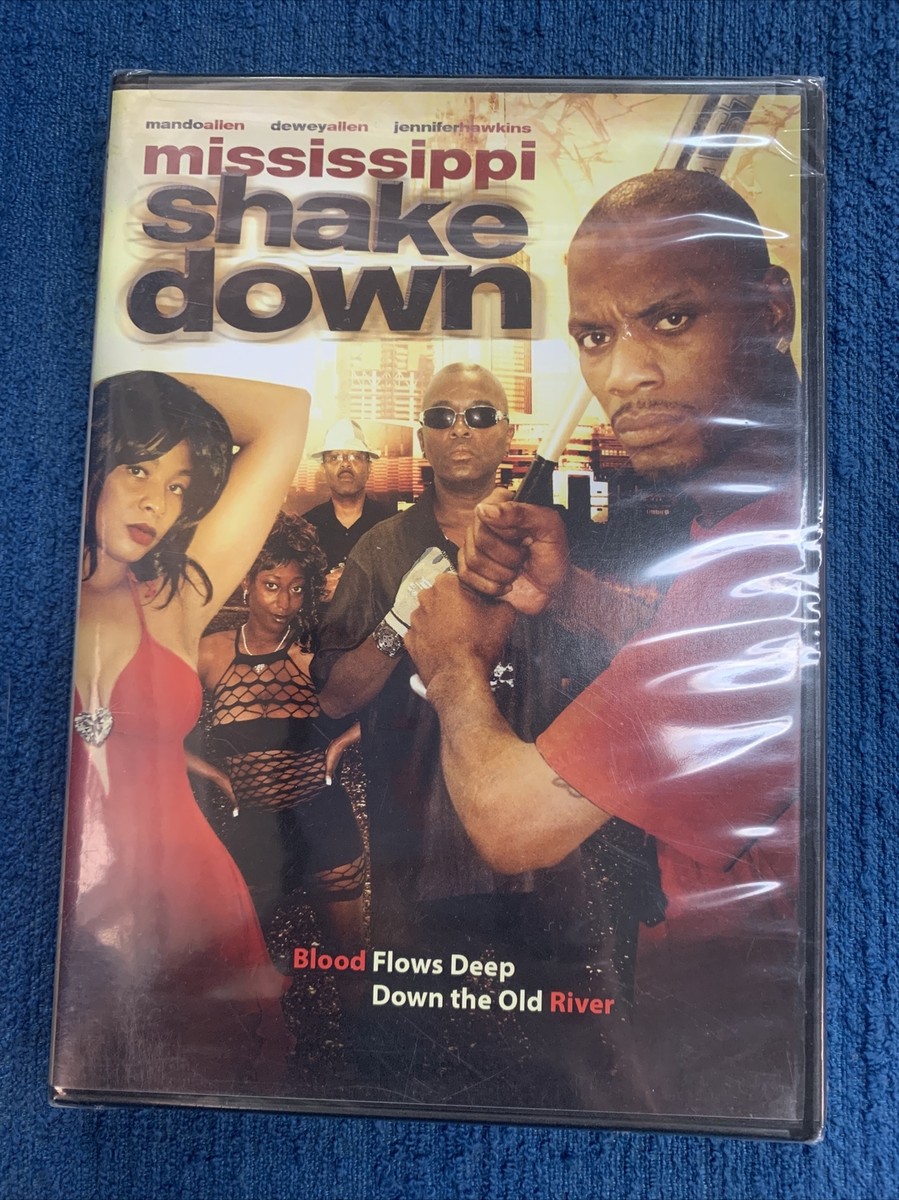 mandoallen deweyallen jenniferhawkins
mississippi
shake
down
Blood Flows Deep
Down the Old River